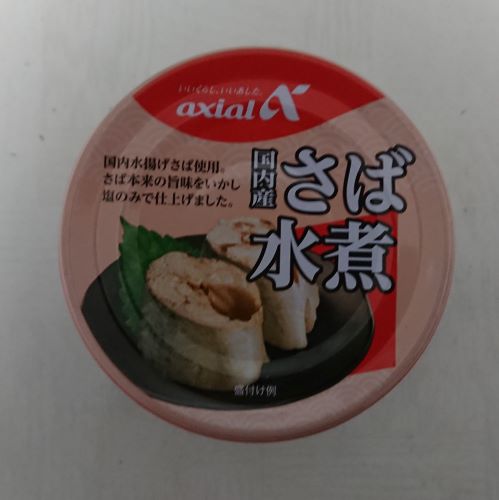 いいくらし、いいあした。
axial A
国内水揚げさば使用。
さば本来の旨味をいかし
塩のみで仕上げました。
国内産
さば
水煮
盛付け例